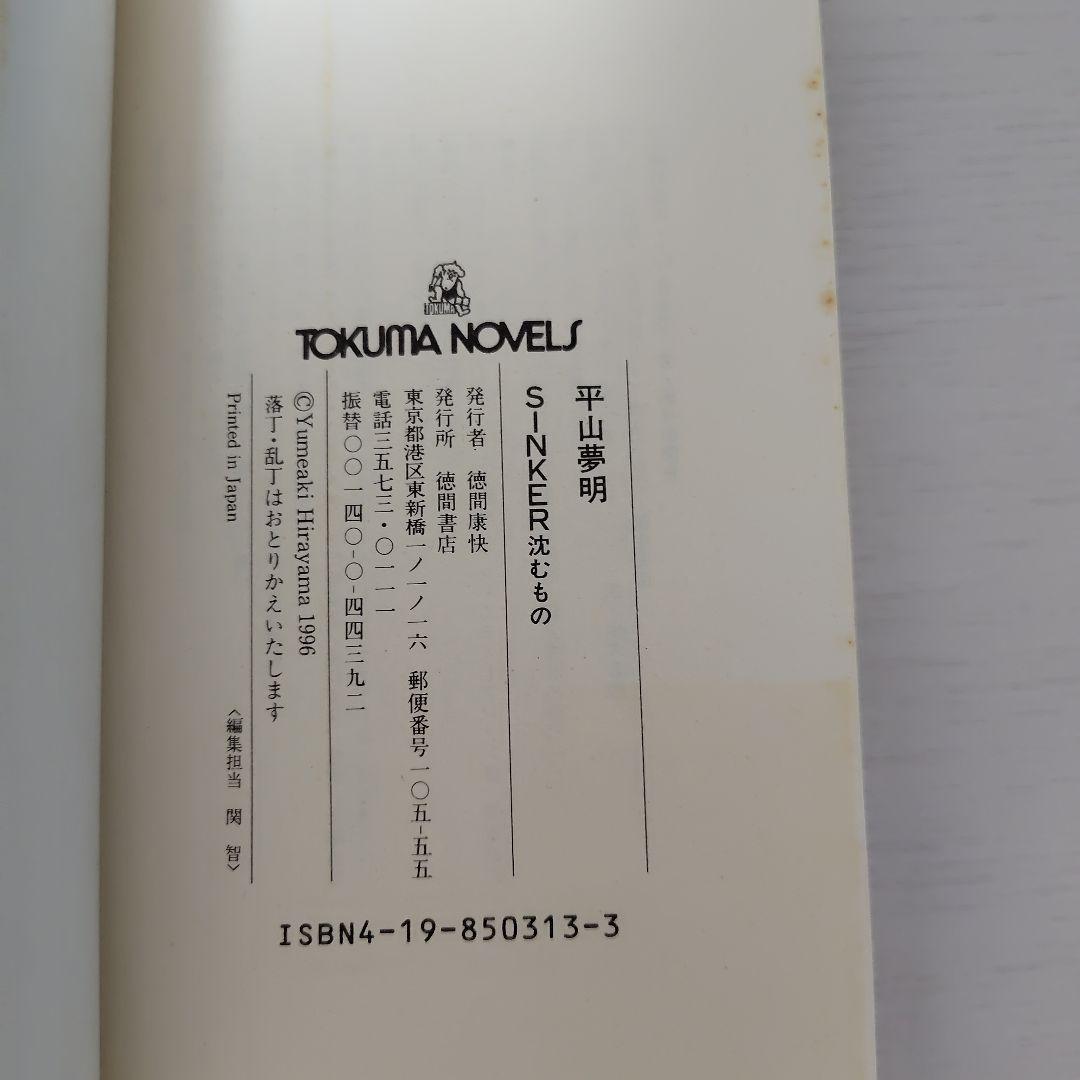 TOKUMA
TOKUMA NOVELS
平山夢明
SINKER沈むもの
発行者 徳間康快
発行所 徳間書店
東京都港区東新橋一ノ一ノ一六 郵便番号一〇五-五五
電話三五七三・〇一一一
振替〇〇一四〇-〇-四四三九二
©Yumeaki Hirayama 1996
落丁・乱丁はおとりかえいたします
Printed in Japan
〈編集担当 関 智〉
ISBN4-19-850313-3